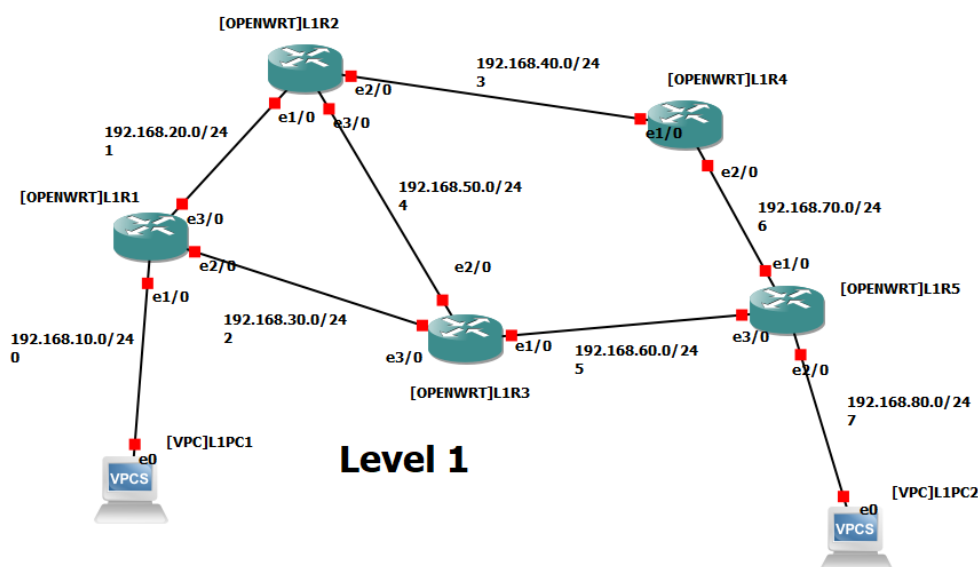 [OPENWRT]L1R2
e2/0
e1/0
e3/0
192.168.40.0/24
3
[OPENWRT]L1R4
e1/0
e2/0
192.168.20.0/24
1
[OPENWRT]L1R1
e3/0
e2/0
e1/0
192.168.50.0/24
4
192.168.70.0/24
6
e2/0
e1/0
[OPENWRT]L1R5
e3/0
e2/0
192.168.10.0/24
0
192.168.30.0/24
2
e3/0
e1/0
[OPENWRT]L1R3
192.168.60.0/24
5
192.168.80.0/24
7
[VPC]L1PC1
e0
VPCS
Level 1
[VPC]L1PC2
e0
VPCS